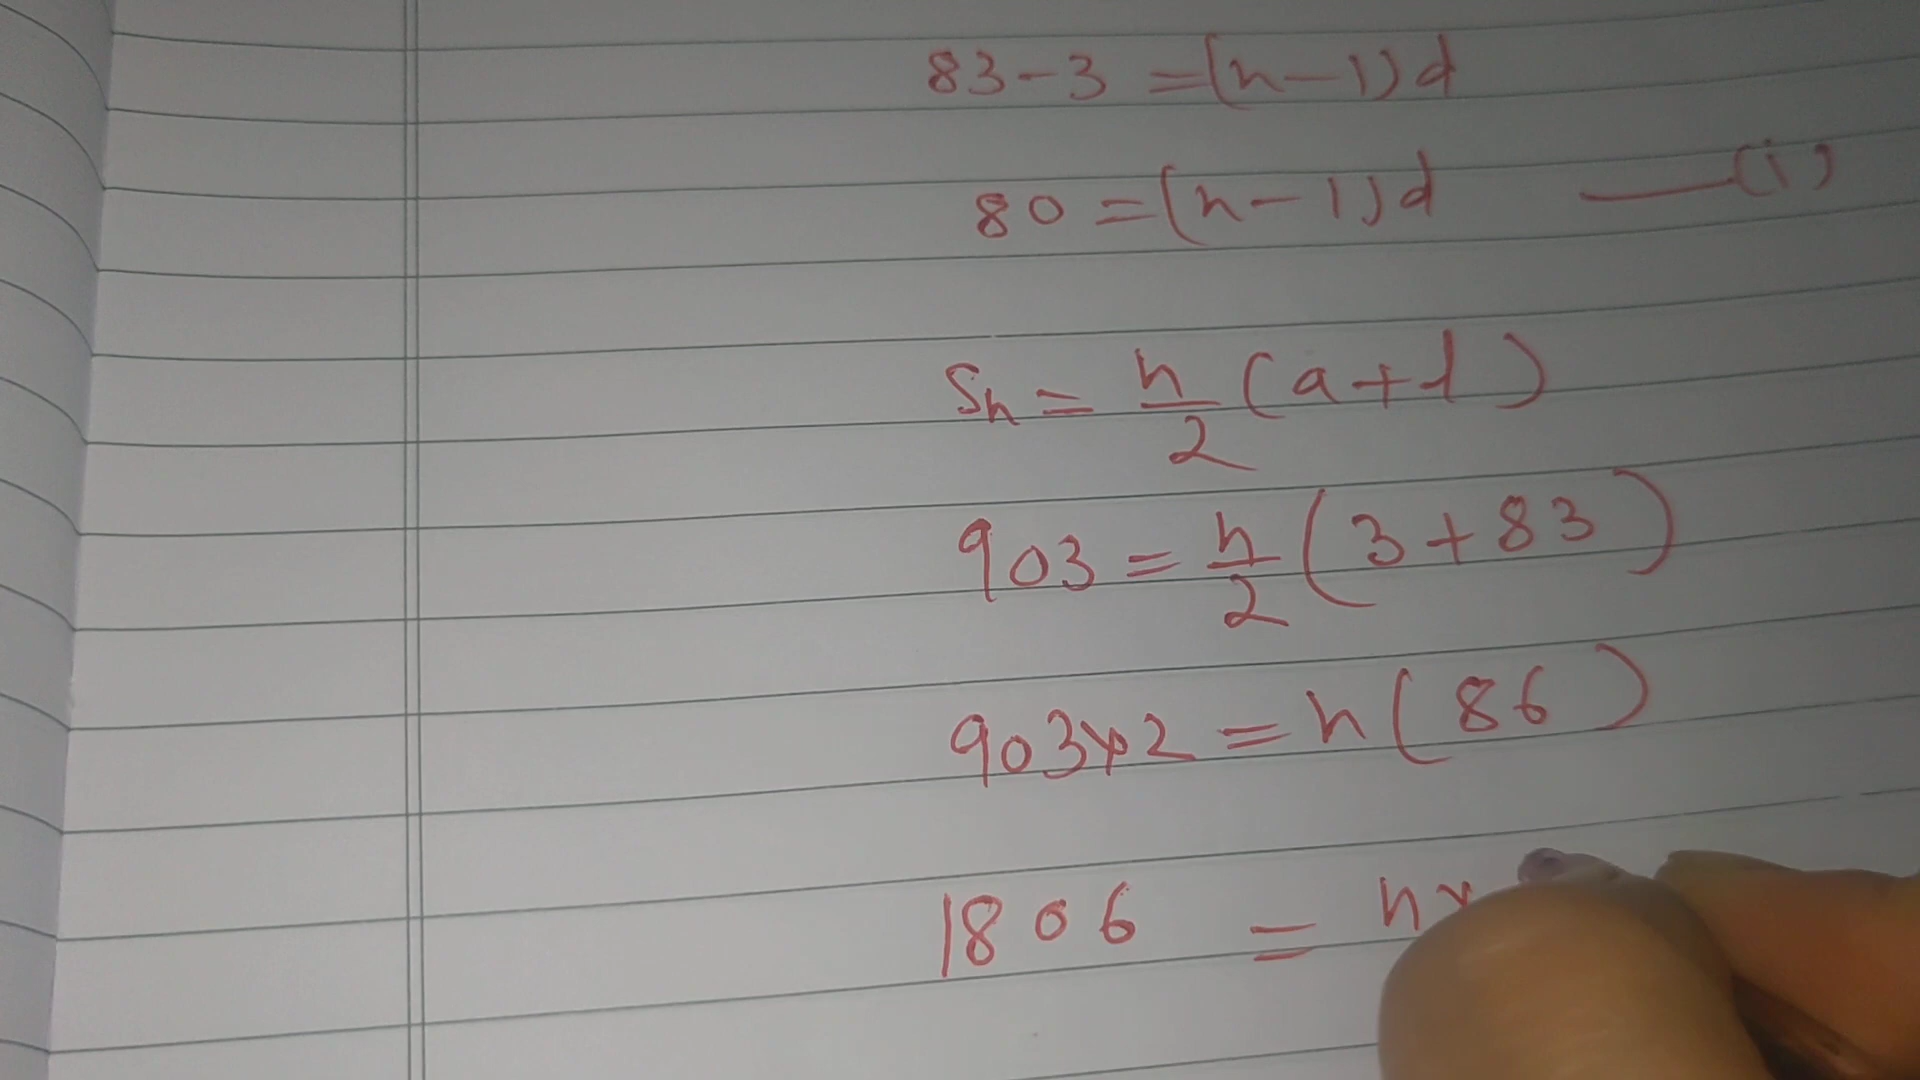 83-3 =(n-1)d
80 =(n-1)d —(i)
Sn = n/2 (a+l)
903 = n/2 (3+83)
903×2 = n(86)
1806 = n×